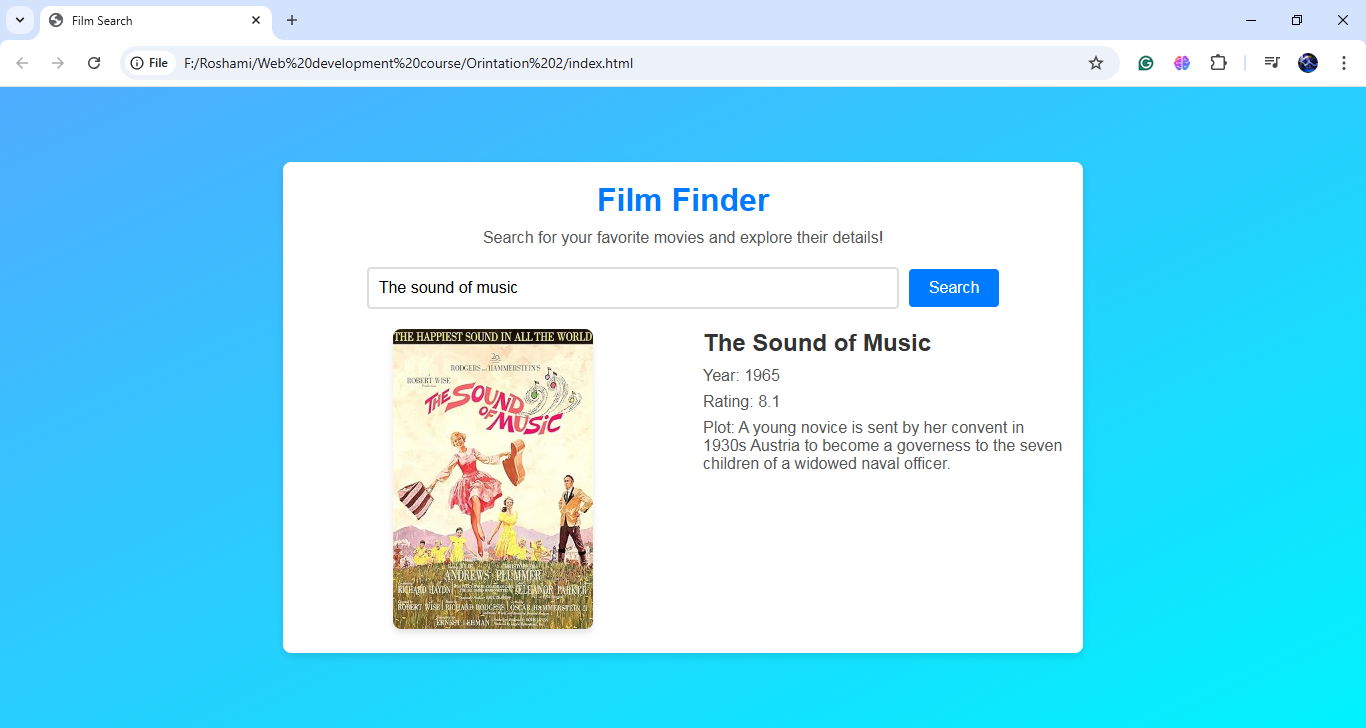 Film Search
File
F:/Roshami/Web%20development%20course/Orintation%202/index.html
Film Finder
Search for your favorite movies and explore their details!
The sound of music
Search
THE HAPPIEST SOUND IN ALL THE WORLD
RODGERS AND HAMMERSTEIN'S
ROBERT WISE
THE SOUND
OF MUSIC
ANDREWS PLUMMER
RICHARD HAYDN
ELEANOR PARKER
ROBERT WISE RICHARD RODGERS OSCAR HAMMERSTEIN II
ERNEST LEHMAN
The Sound of Music
Year: 1965
Rating: 8.1
Plot: A young novice is sent by her convent in
1930s Austria to become a governess to the seven
children of a widowed naval officer.